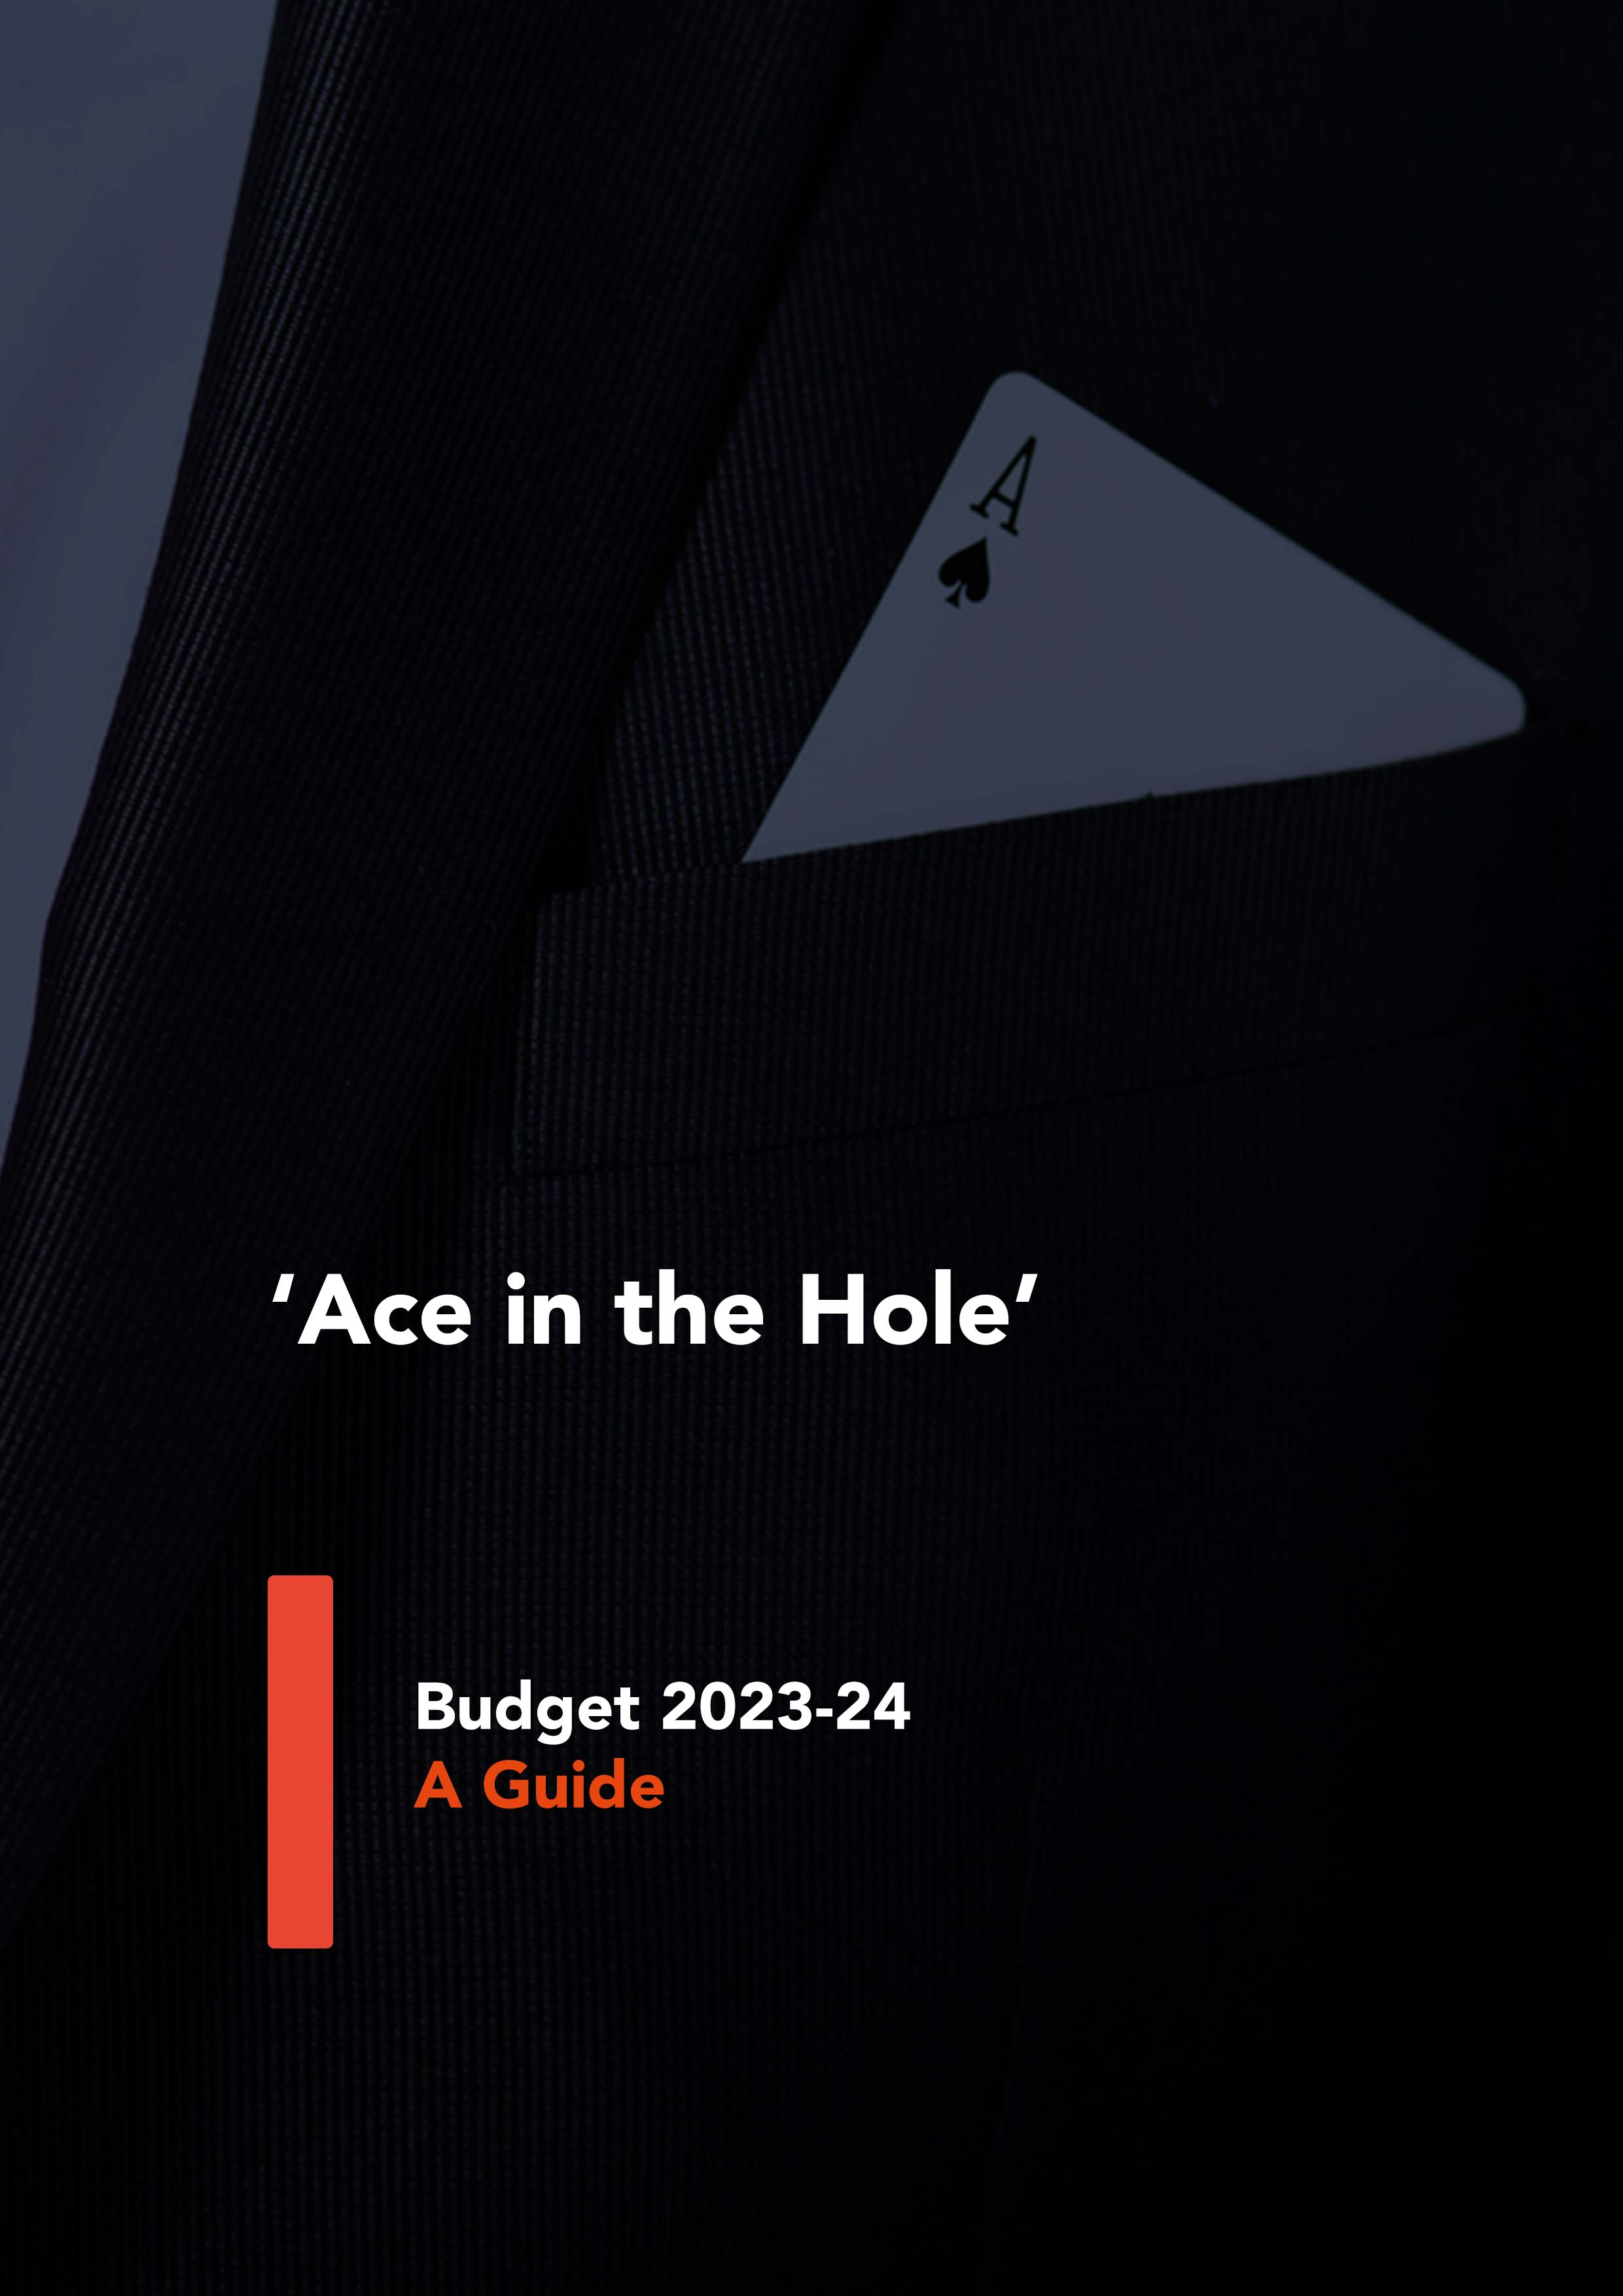 A
‘Ace in the Hole’
Budget 2023-24
A Guide